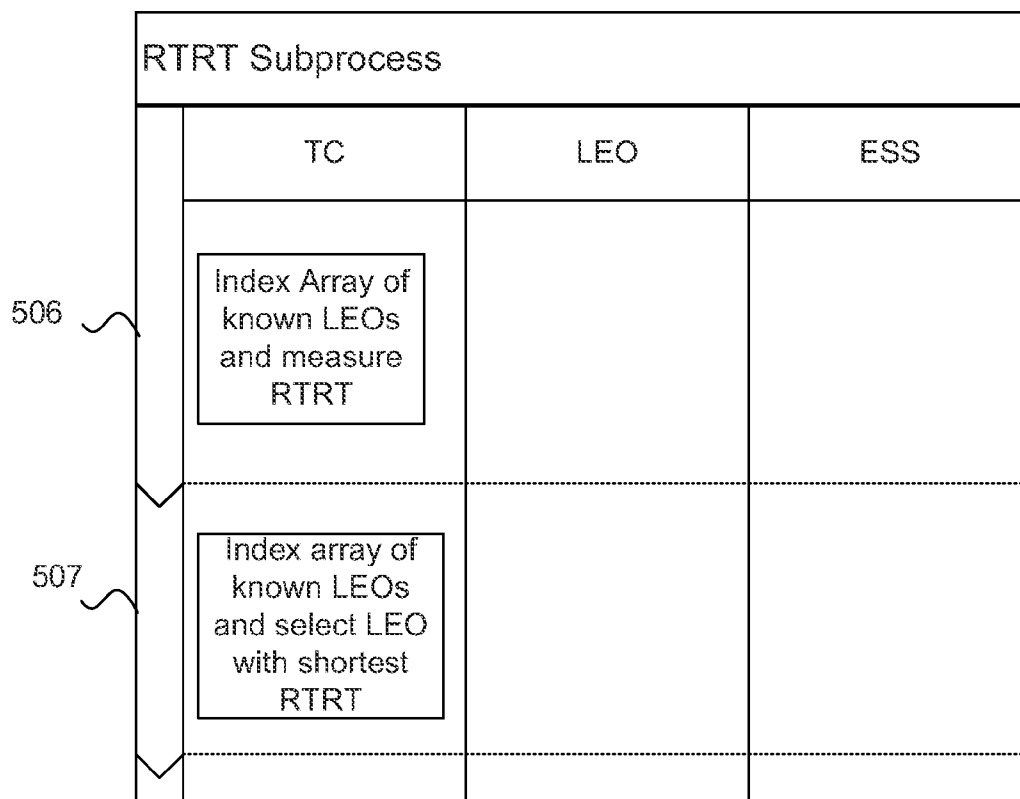 RTRT Subprocess
TC
LEO
ESS
506
Index Array of
known LEOs
and measure
RTRT
507
Index array of
known LEOs
and select LEO
with shortest
RTRT